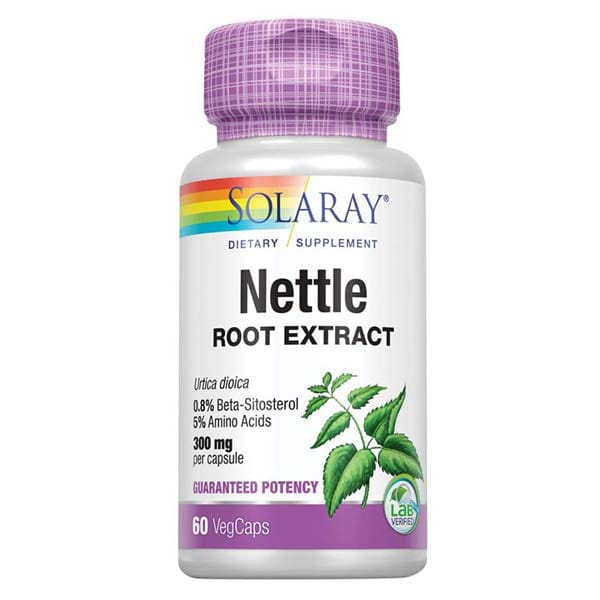 SOLARAY®
DIETARY SUPPLEMENT
Nettle
ROOT EXTRACT
Urtica dioica
0.8% Beta-Sitosterol
5% Amino Acids
300 mg
per capsule
GUARANTEED POTENCY
60 VegCaps
Lab
VERIFIED